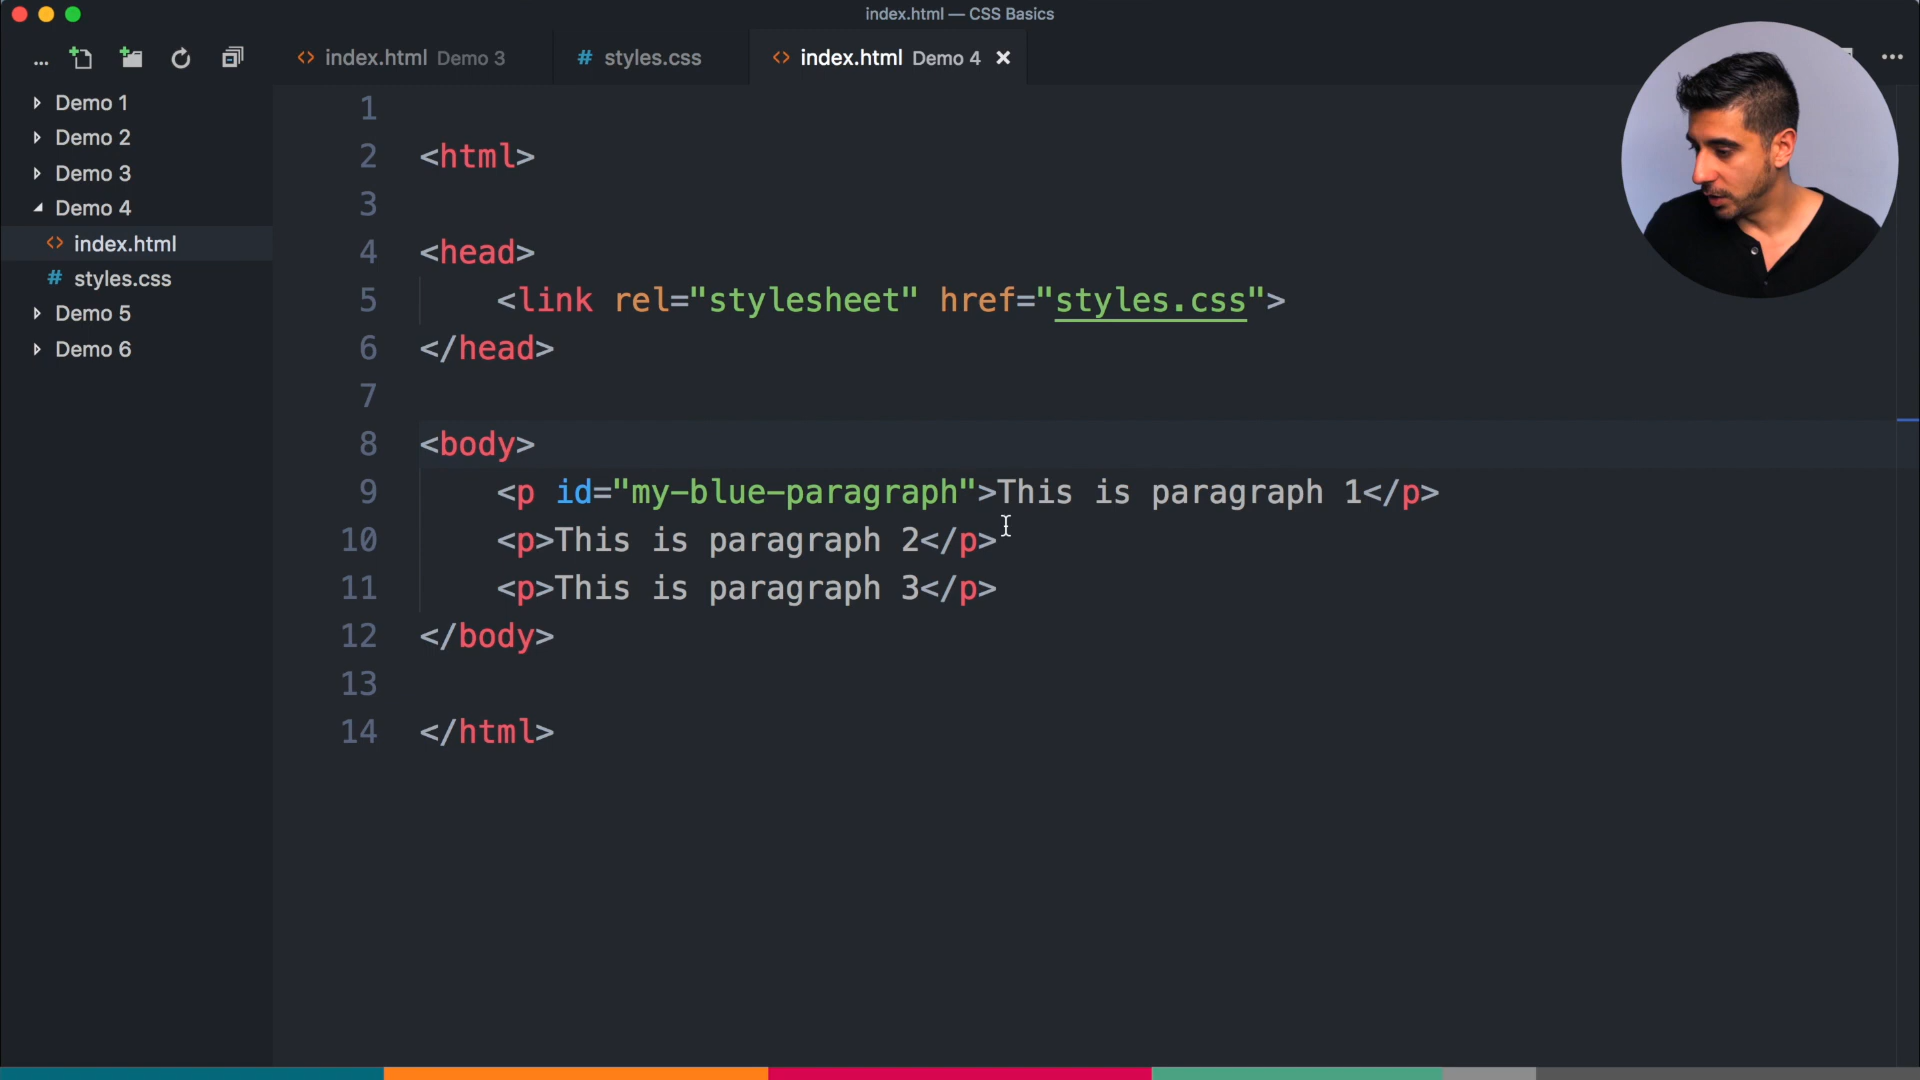 index.html — CSS Basics
index.html Demo 3
# styles.css
<> index.html Demo 4 ×
Demo 1
Demo 2
Demo 3
Demo 4
<> index.html
# styles.css
Demo 5
Demo 6
1
2 <html>
3
4 <head>
5 <link rel="stylesheet" href="styles.css">
6 </head>
7
8 <body>
9 <p id="my-blue-paragraph">This is paragraph 1</p>
10 <p>This is paragraph 2</p>
11 <p>This is paragraph 3</p>
12 </body>
13
14 </html>